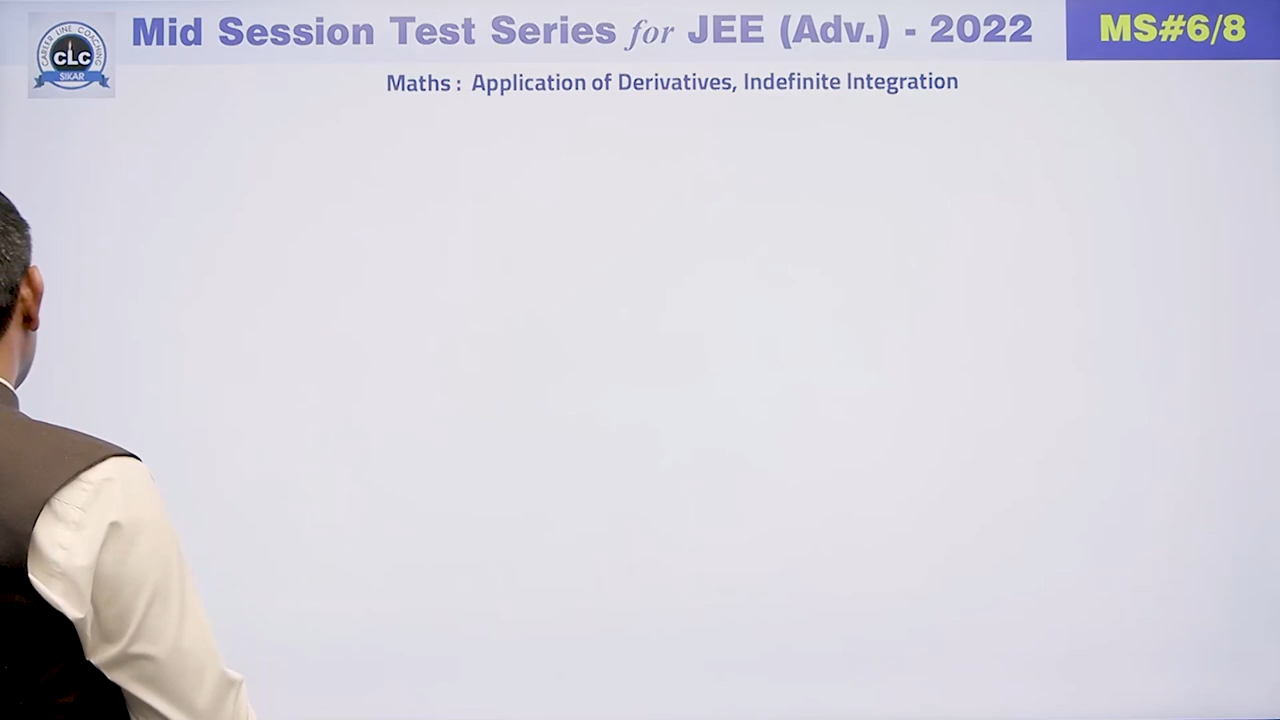 Mid Session Test Series for JEE (Adv.) - 2022
MS#6/8
CAREER LINE COACHING
CLC
SIKAR
Maths : Application of Derivatives, Indefinite Integration